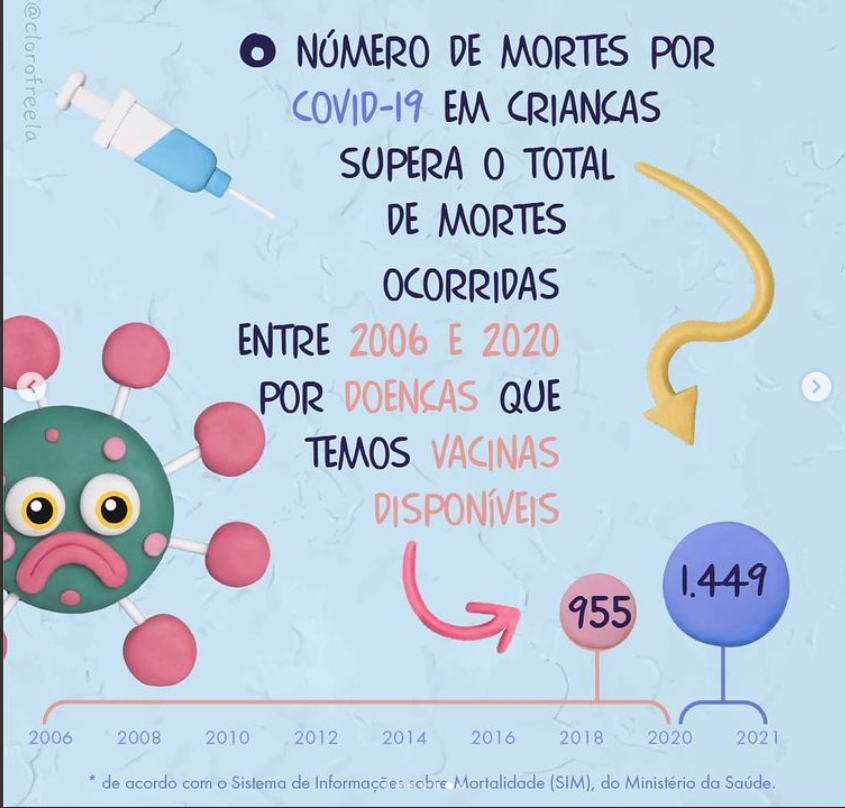 @clorofreela
O NÚMERO DE MORTES POR
COVID-19 EM CRIANÇAS
SUPERA O TOTAL
DE MORTES
OCORRIDAS
ENTRE 2006 E 2020
POR DOENÇAS QUE
TEMOS VACINAS
DISPONÍVEIS
955
1.449
2006 2008 2010 2012 2014 2016 2018 2020 2021
* de acordo com o Sistema de Informações sobre Mortalidade (SIM), do Ministério da Saúde.